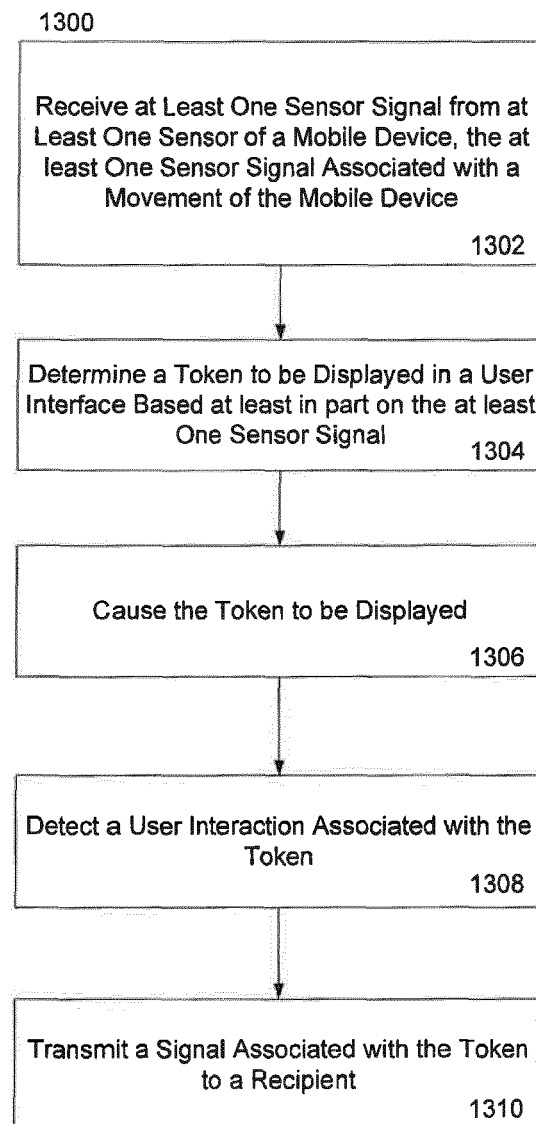 1300
Receive at Least One Sensor Signal from at
Least One Sensor of a Mobile Device, the at
least One Sensor Signal Associated with a
Movement of the Mobile Device
1302
Determine a Token to be Displayed in a User
Interface Based at least in part on the at least
One Sensor Signal
1304
Cause the Token to be Displayed
1306
Detect a User Interaction Associated with the
Token
1308
Transmit a Signal Associated with the Token
to a Recipient
1310